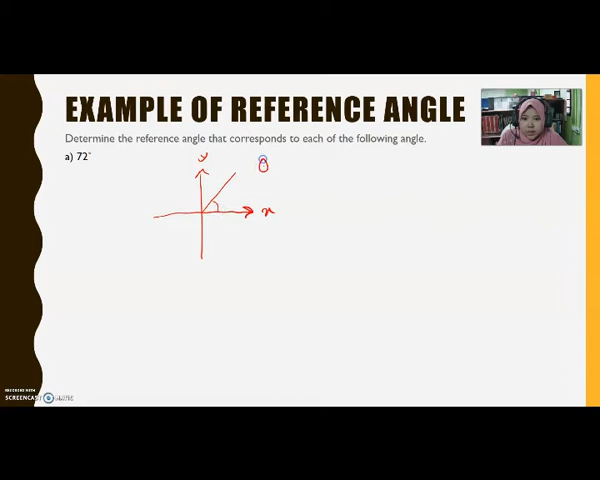 EXAMPLE OF REFERENCE ANGLE
Determine the reference angle that corresponds to each of the following angle.
a) 72°
y
θ
x
RECORDED WITH
SCREENCAST MATIC